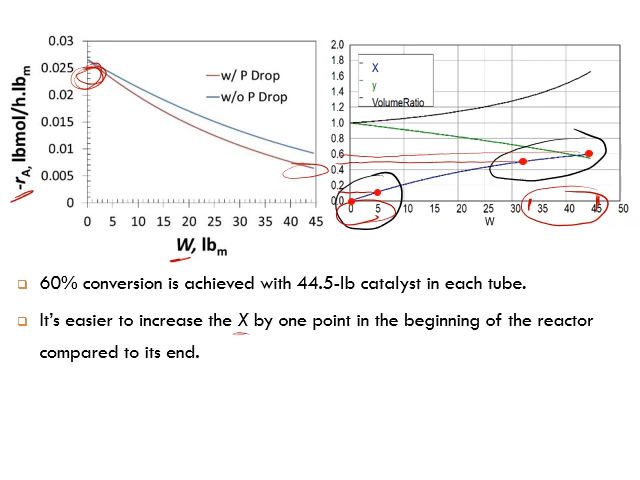 0.03
0.025
0.02
0.015
0.01
0.005
0
-rA, lbmol/h.lbm
w/ P Drop
w/o P Drop
0 5 10 15 20 25 30 35 40 45
W, lbm
2.0
1.8
1.6
1.4
1.2
1.0
0.8
0.6
0.4
0.2
0.0
X
y
VolumeRatio
0 5 10 15 20 25 30 35 40 45 50
W
60% conversion is achieved with 44.5-lb catalyst in each tube.
It's easier to increase the X by one point in the beginning of the reactor
compared to its end.